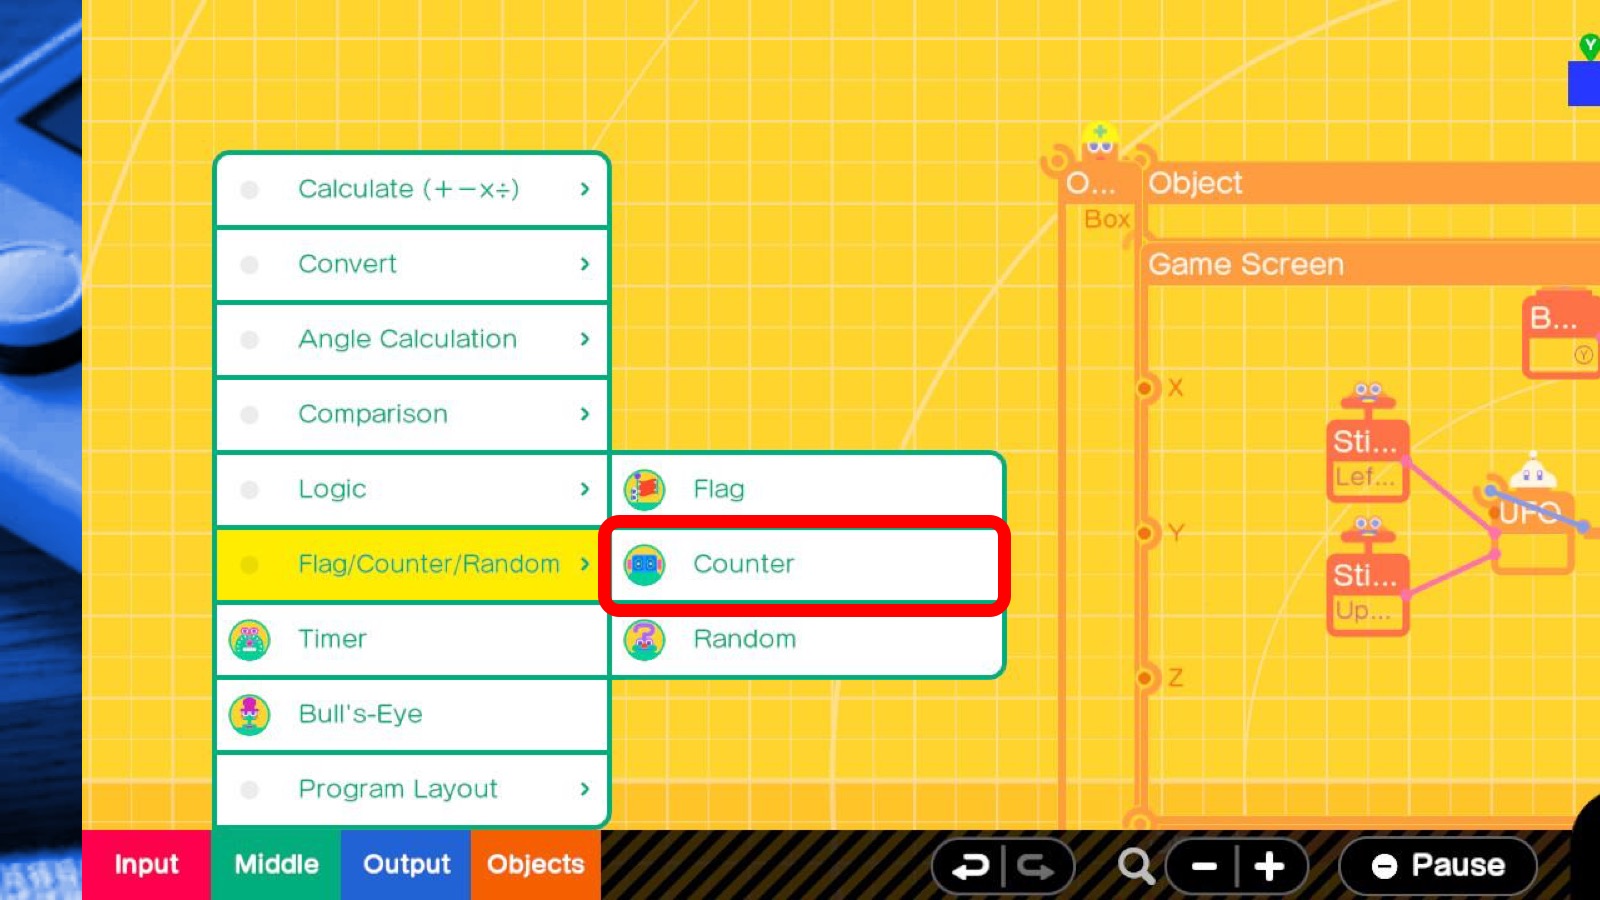 Calculate (+−×÷)
Convert
Angle Calculation
Comparison
Logic
Flag/Counter/Random
Timer
Bull's-Eye
Program Layout
Flag
Counter
Random
Y
O...
Box
Object
Game Screen
X
Y
Z
B...
Y
Sti...
Lef...
Sti...
Up...
UFO
Input
Middle
Output
Objects
Pause